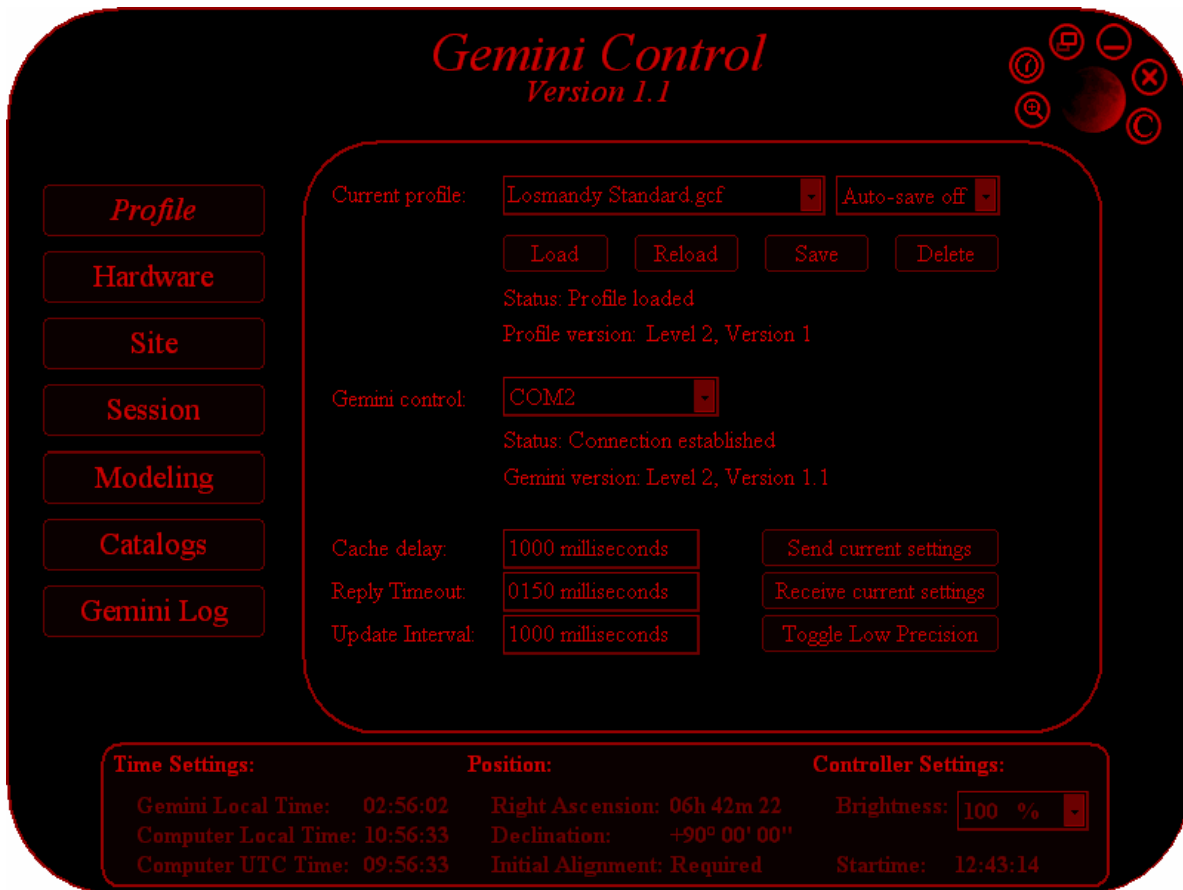 Gemini Control
Version 1.1
C
Profile
Hardware
Site
Session
Modeling
Catalogs
Gemini Log
Current profile: Losmandy Standard.gcf Auto-save off
Load Reload Save Delete
Status: Profile loaded
Profile version: Level 2, Version 1
Gemini control: COM2
Status: Connection established
Gemini version: Level 2, Version 1.1
Cache delay: 1000 milliseconds Send current settings
Reply Timeout: 0150 milliseconds Receive current settings
Update Interval: 1000 milliseconds Toggle Low Precision
Time Settings: Position: Controller Settings:
Gemini Local Time: 02:56:02 Right Ascension: 06h 42m 22 Brightness: 100 %
Computer Local Time: 10:56:33 Declination: +90º 00' 00"
Computer UTC Time: 09:56:33 Initial Alignment: Required Startime: 12:43:14